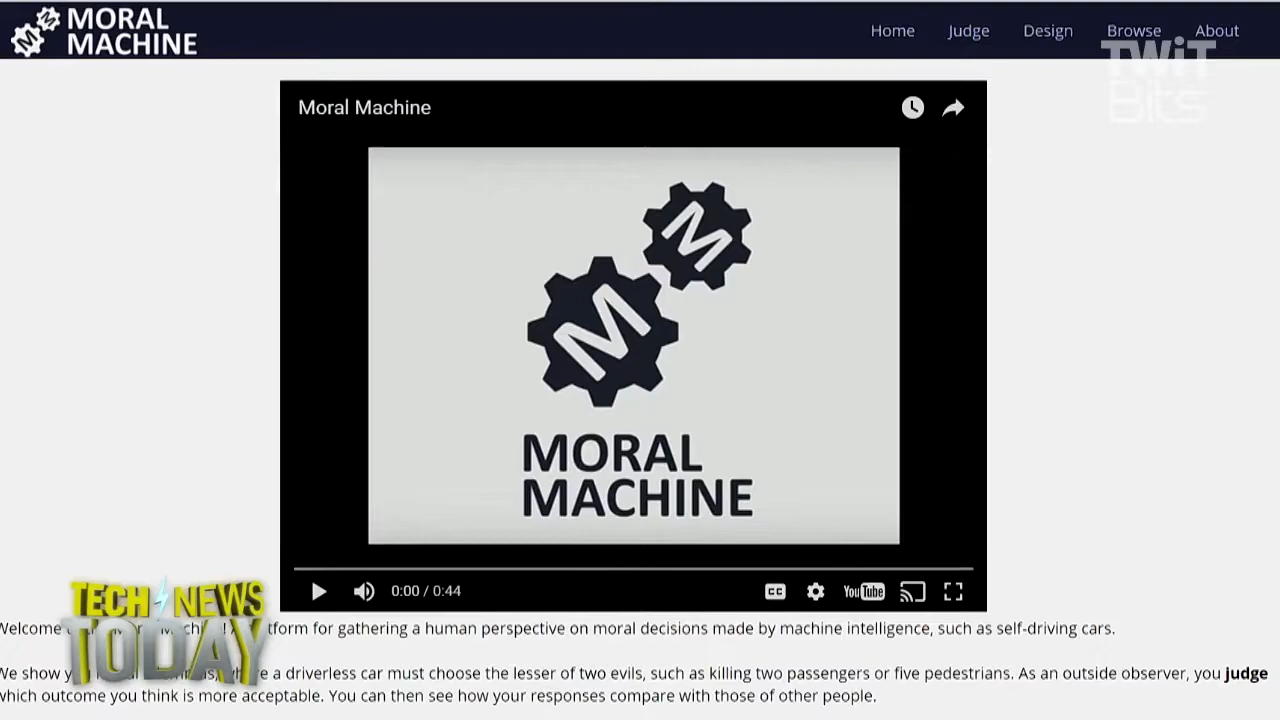 MORAL
MACHINE
Home Judge Design Browse About
TWiT
Bits
Moral Machine
M
M
MORAL
MACHINE
0:00 / 0:44
CC
YouTube
TECH NEWS
TODAY
Welcome for gathering a human perspective on moral decisions made by machine intelligence, such as self-driving cars.
We show a driverless car must choose the lesser of two evils, such as killing two passengers or five pedestrians. As an outside observer, you judge
which outcome you think is more acceptable. You can then see how your responses compare with those of other people.